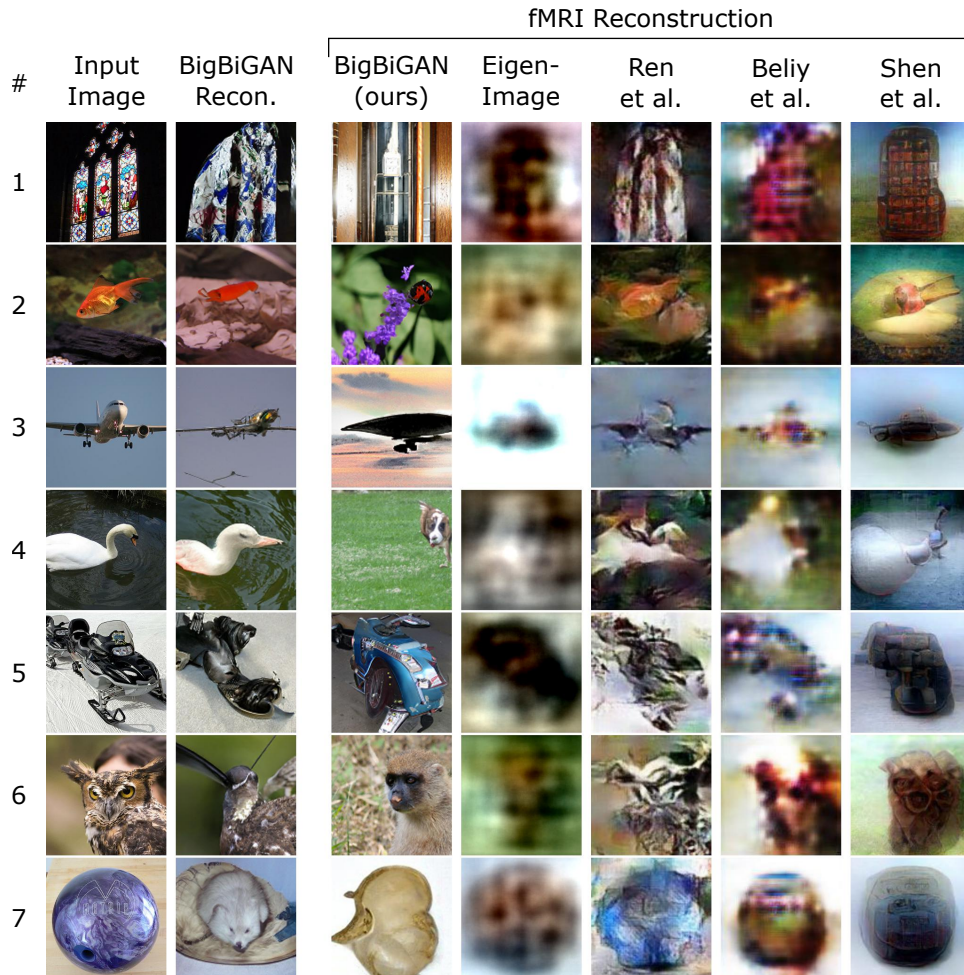 fMRI Reconstruction
#
Input
Image
BigBiGAN
Recon.
BigBiGAN
(ours)
Eigen-
Image
Ren
et al.
Beliy
et al.
Shen
et al.
1
2
3
4
5
6
7